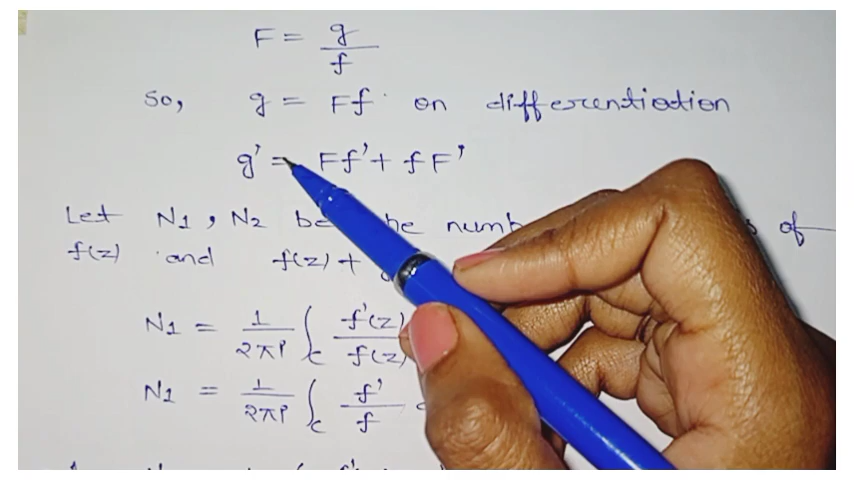 F = g/f
So, g = Ff on differentiation
g' = Ff' + fF'
Let N1, N2 be the of
f(z) and f(z) +
N1 = 1/2πi ∫c f'(z)/f(z)
N1 = 1/2πi ∫c f'/f